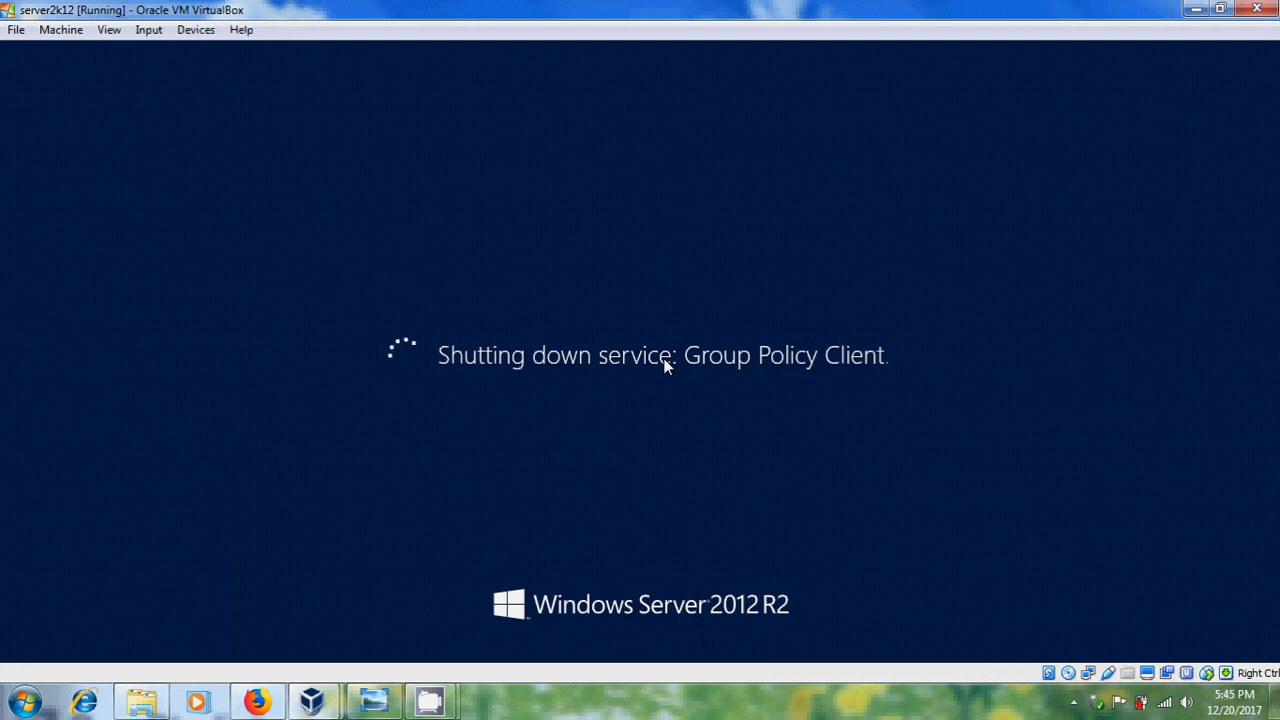 server2k12 [Running] - Oracle VM VirtualBox
File Machine View Input Devices Help
Shutting down service: Group Policy Client.
Windows Server 2012 R2
Right Ctrl
5:45 PM
12/20/2017